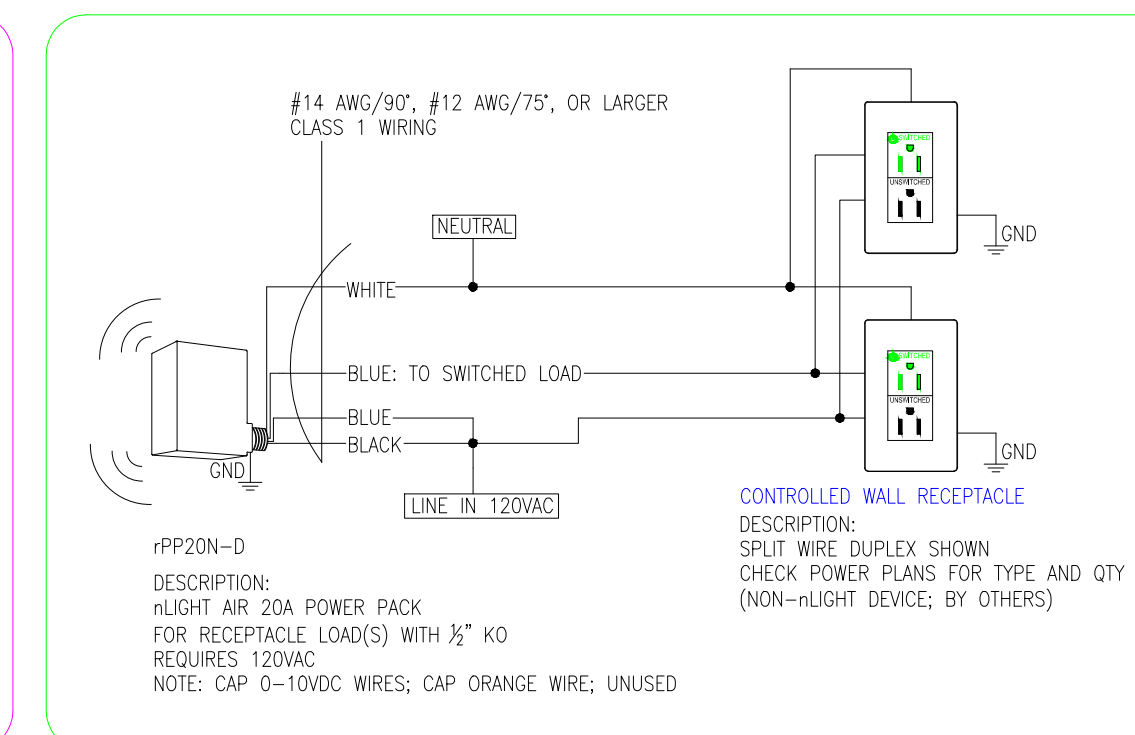 #14 AWG/90°, #12 AWG/75°, OR LARGER
CLASS 1 WIRING
NEUTRAL
WHITE
BLUE: TO SWITCHED LOAD
BLUE
BLACK
GND
LINE IN 120VAC
SWITCHED
UNSWITCHED
GND
SWITCHED
UNSWITCHED
GND
rPP20N-D
DESCRIPTION:
nLIGHT AIR 20A POWER PACK
FOR RECEPTACLE LOAD(S) WITH ½" KO
REQUIRES 120VAC
NOTE: CAP 0-10VDC WIRES; CAP ORANGE WIRE; UNUSED
CONTROLLED WALL RECEPTACLE
DESCRIPTION:
SPLIT WIRE DUPLEX SHOWN
CHECK POWER PLANS FOR TYPE AND QTY
(NON-nLIGHT DEVICE; BY OTHERS)